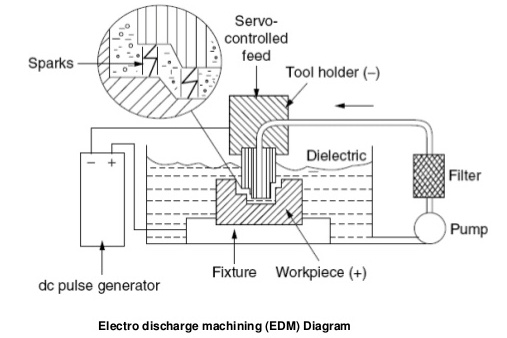 Servo-
controlled
feed
Sparks
Tool holder (–)
Dielectric
– +
Filter
Pump
Fixture
Workpiece (+)
dc pulse generator
Electro discharge machining (EDM) Diagram